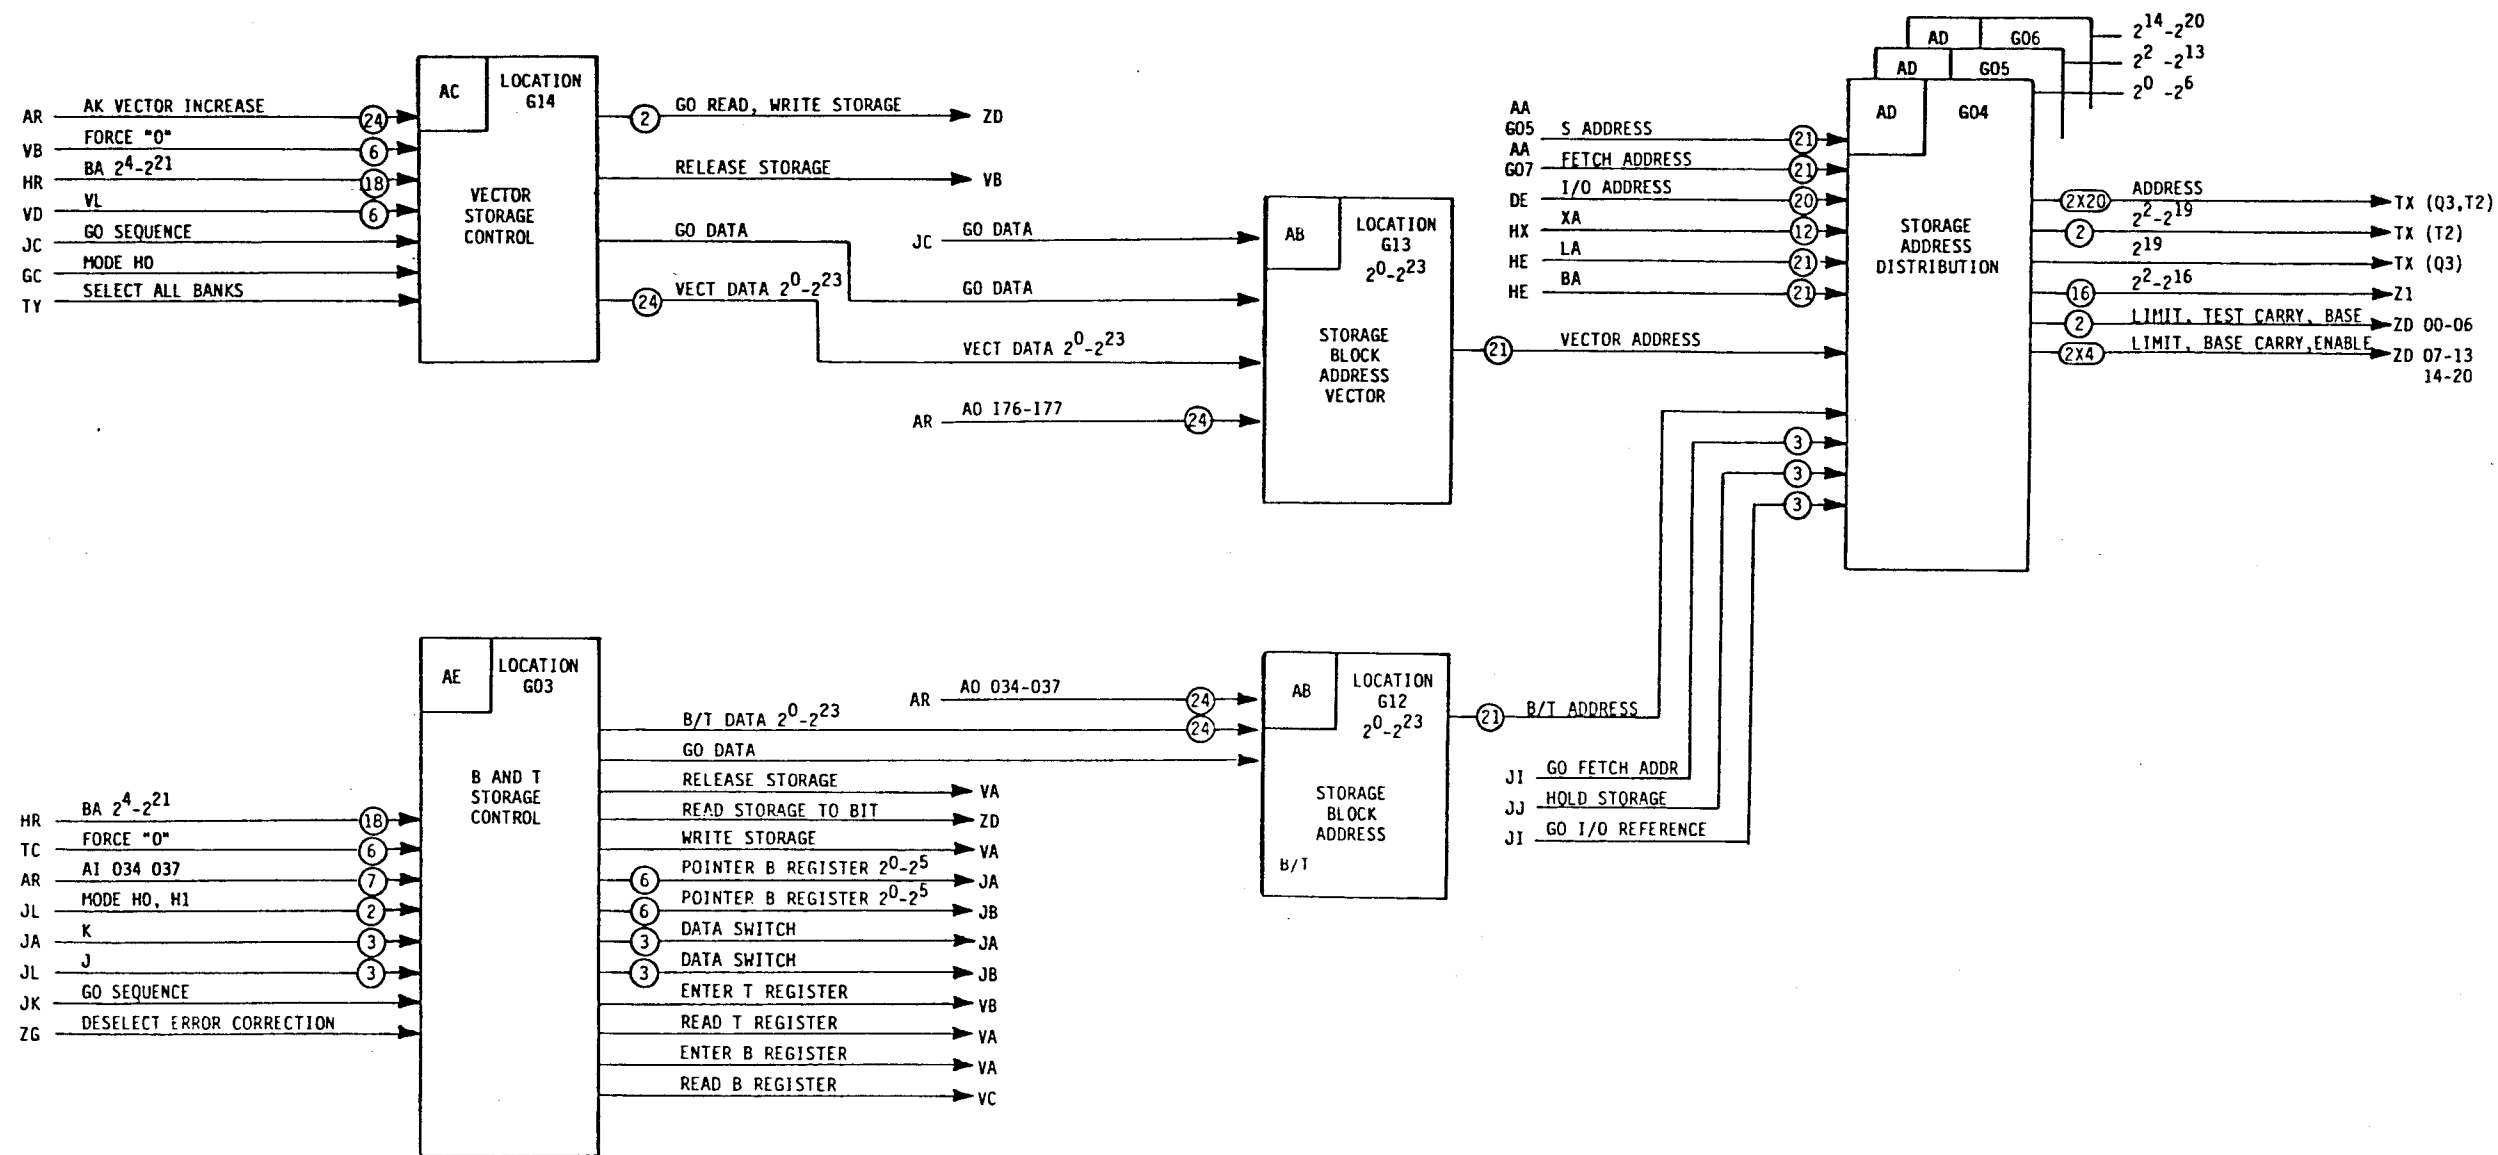 AC
LOCATION
G14
VECTOR
STORAGE
CONTROL
AR AK VECTOR INCREASE 24
VB FORCE "0" 6
HR BA 2^4-2^21 18
VD VL 6
JC GO SEQUENCE
GC MODE HO
TY SELECT ALL BANKS
2 GO READ, WRITE STORAGE ZD
RELEASE STORAGE VB
GO DATA
24 VECT DATA 2^0-2^23
JC GO DATA
GO DATA
VECT DATA 2^0-2^23
AR AO I76-I77 24
AB
LOCATION
G13
2^0-2^23
STORAGE
BLOCK
ADDRESS
VECTOR
21 VECTOR ADDRESS
AD G06 2^14-2^20
AD G05 2^2-2^13
2^0-2^6
AD G04
STORAGE
ADDRESS
DISTRIBUTION
AA
G05 S ADDRESS 21
AA
G07 FETCH ADDRESS 21
DE I/O ADDRESS 20
HX XA 12
HE LA 21
HE BA 21
3
3
3
2X20 ADDRESS TX (Q3,T2)
2 2^2-2^19 TX (T2)
2^19 TX (Q3)
16 2^2-2^16 Z1
2 LIMIT, TEST CARRY, BASE ZD 00-06
2X4 LIMIT, BASE CARRY,ENABLE ZD 07-13
14-20
AE
LOCATION
G03
B AND T
STORAGE
CONTROL
HR BA 2^4-2^21 18
TC FORCE "0" 6
AR AI 034 037 7
JL MODE HO, H1 2
JA K 3
JL J 3
JK GO SEQUENCE
ZG DESELECT ERROR CORRECTION
AR AO 034-037 24
B/T DATA 2^0-2^23 24
GO DATA
RELEASE STORAGE VA
READ STORAGE TO BIT ZD
WRITE STORAGE VA
6 POINTER B REGISTER 2^0-2^5 JA
6 POINTER B REGISTER 2^0-2^5 JB
3 DATA SWITCH JA
3 DATA SWITCH JB
ENTER T REGISTER VB
READ T REGISTER VA
ENTER B REGISTER VA
READ B REGISTER VC
AB
LOCATION
G12
2^0-2^23
STORAGE
BLOCK
ADDRESS
B/T
21 B/T ADDRESS
JI GO FETCH ADDR
JJ HOLD STORAGE
JI GO I/O REFERENCE